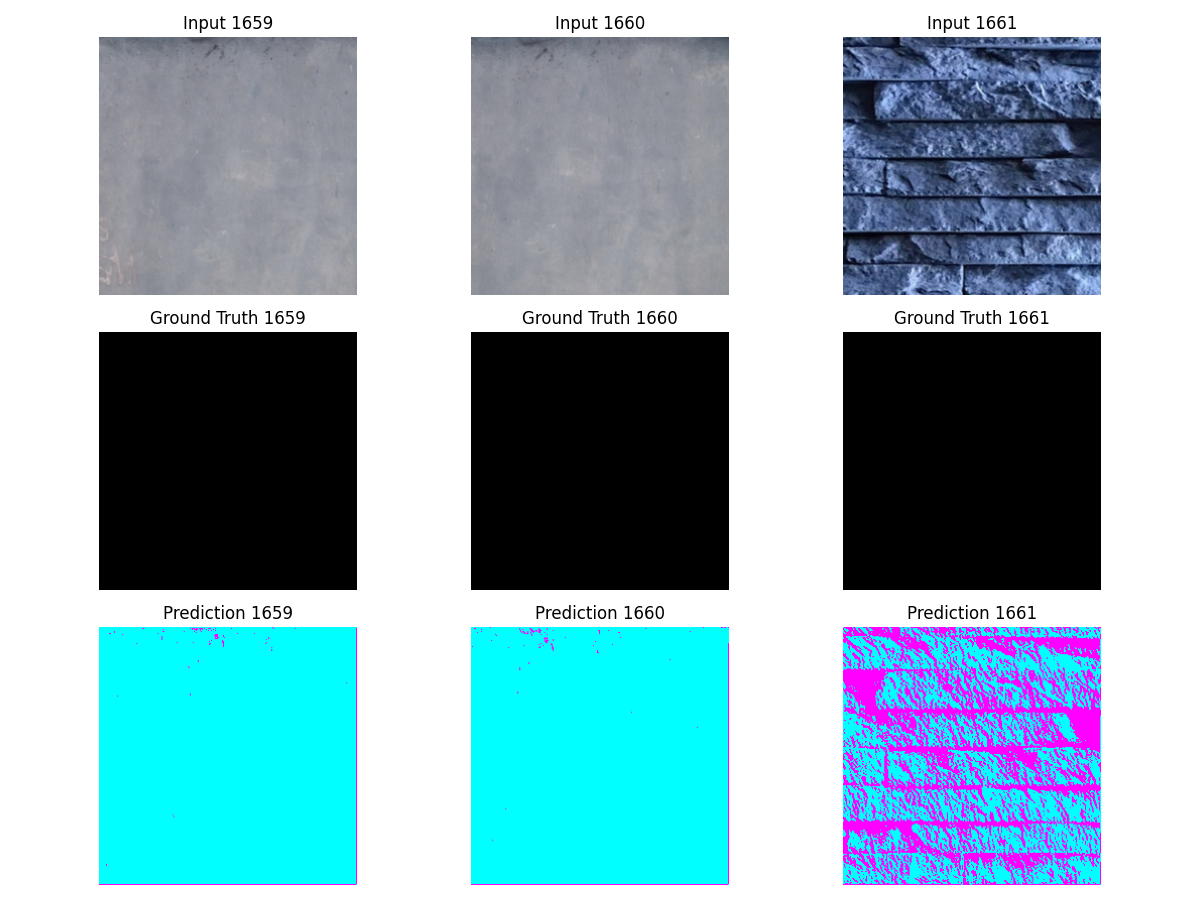 Input 1659
Input 1660
Input 1661
Ground Truth 1659
Ground Truth 1660
Ground Truth 1661
Prediction 1659
Prediction 1660
Prediction 1661